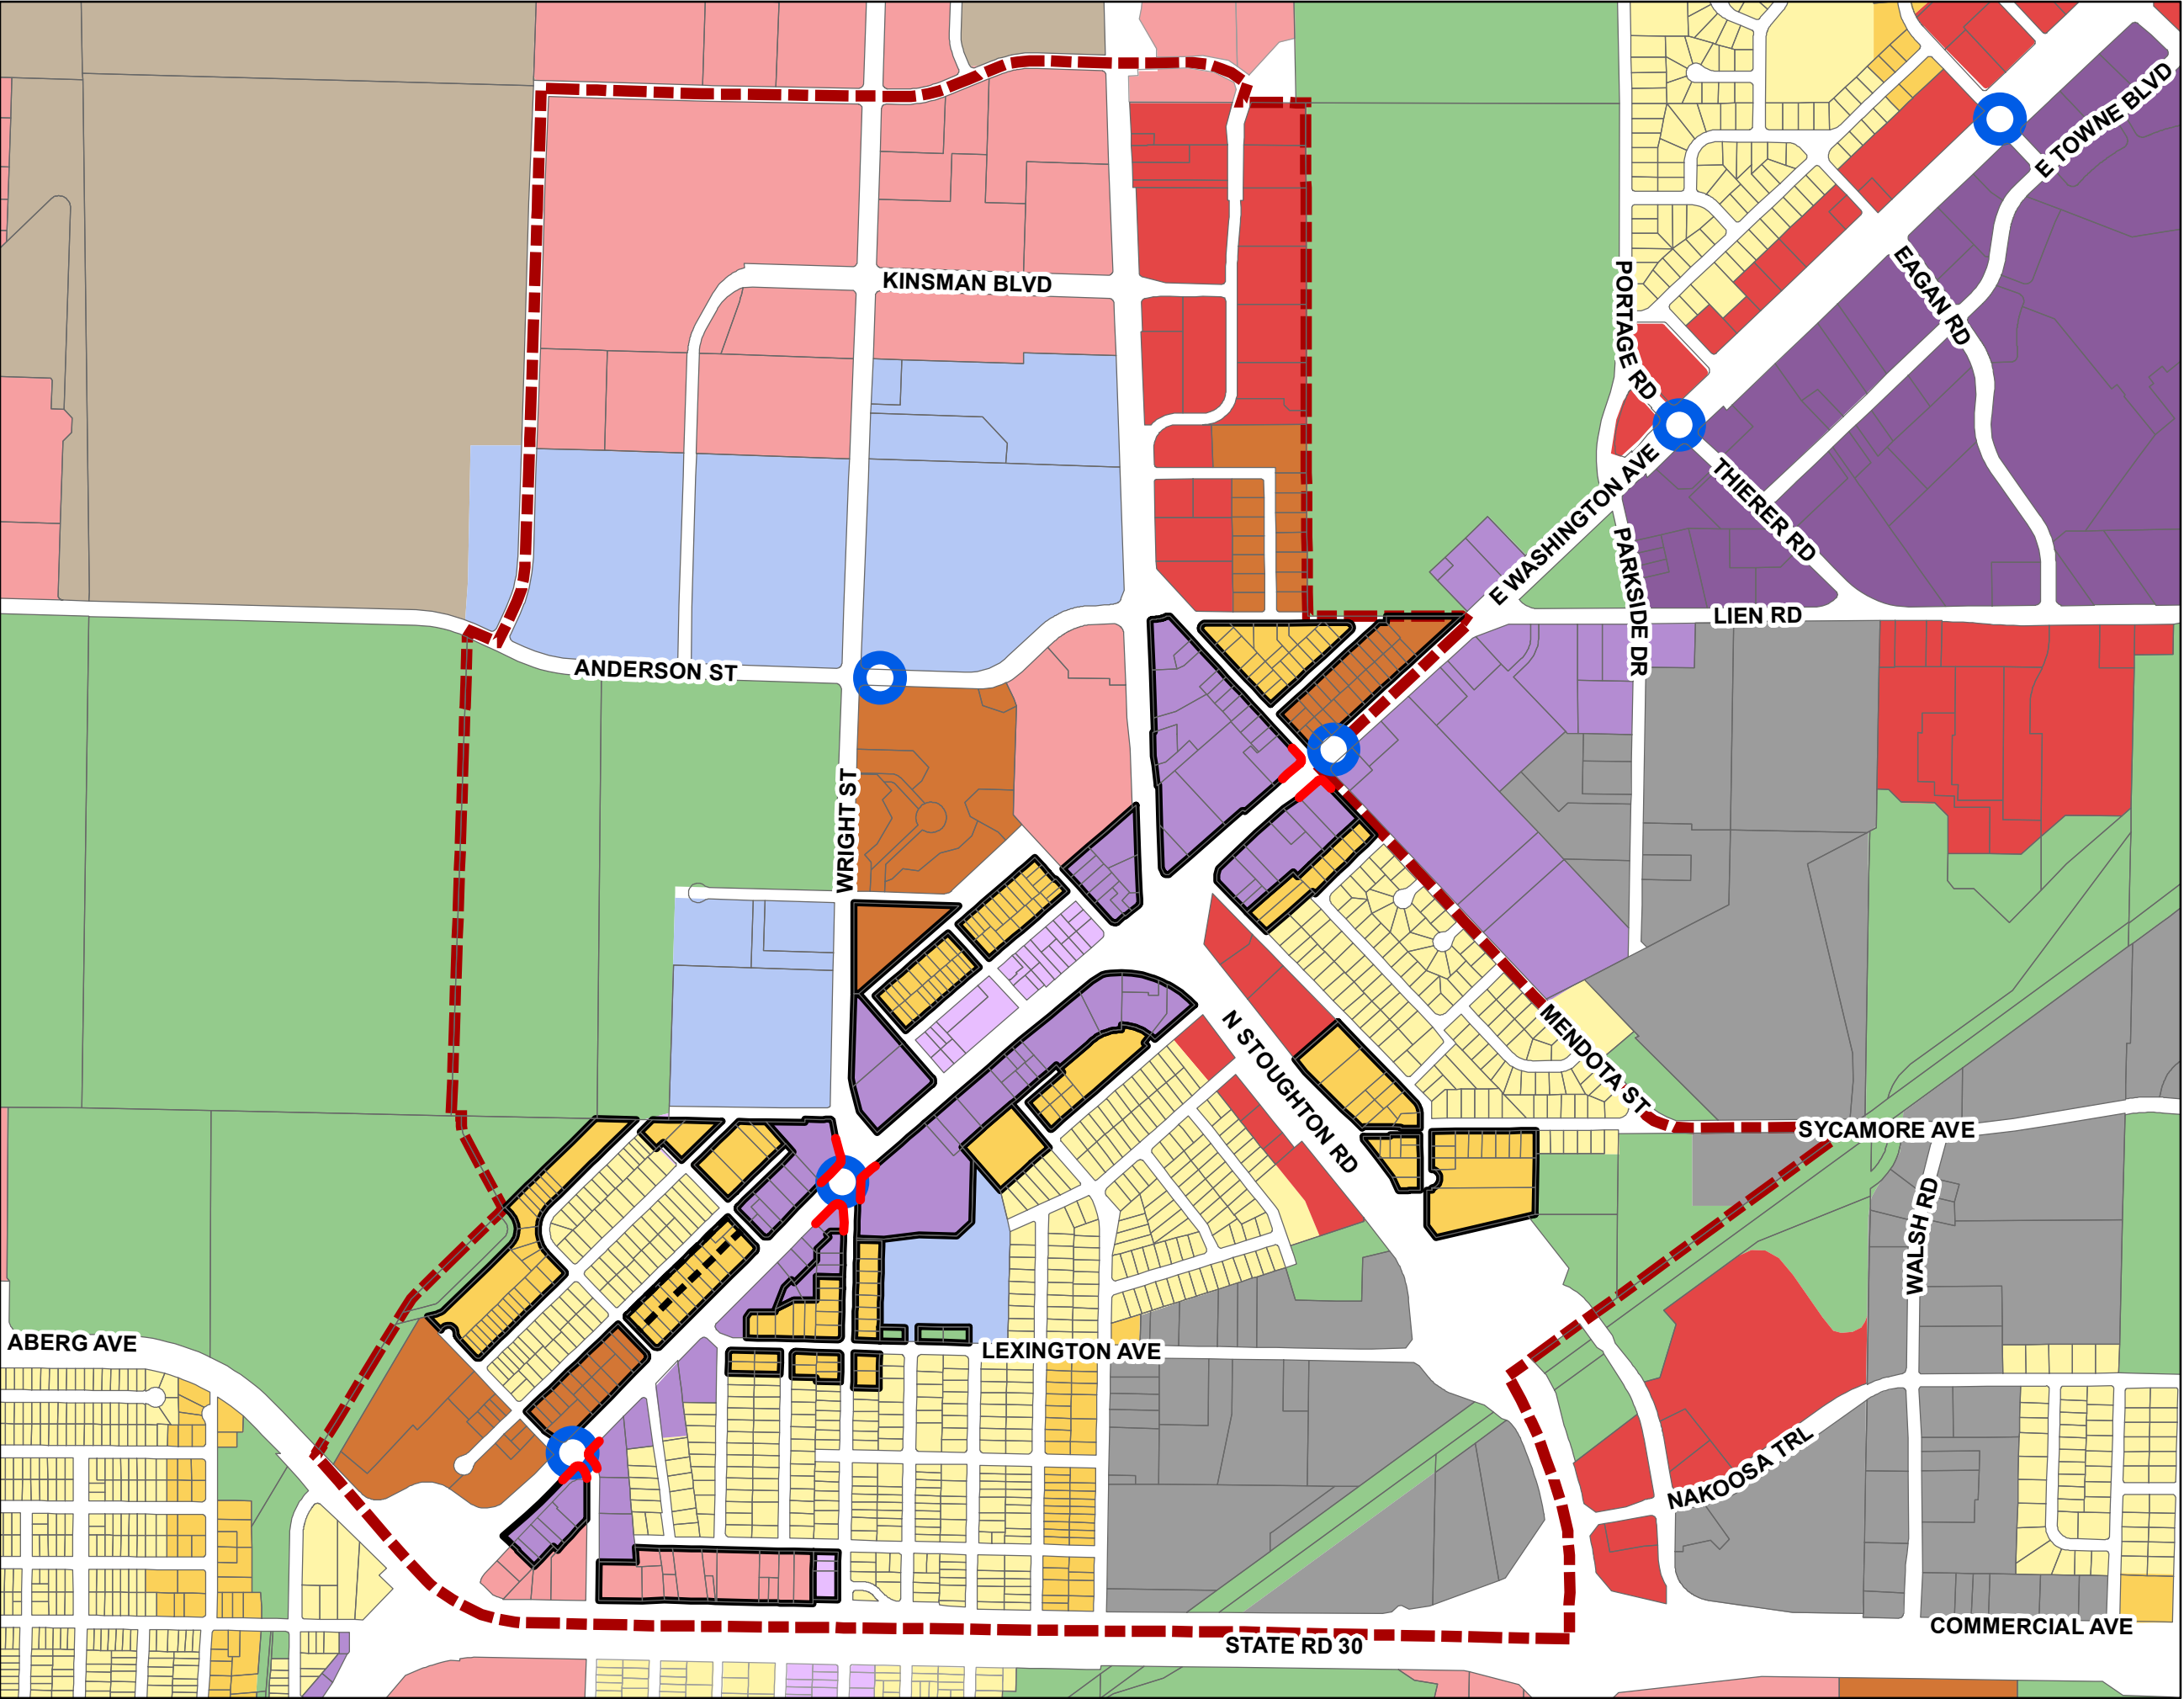 E TOWNE BLVD
KINSMAN BLVD
EAGAN RD
PORTAGE RD
E WASHINGTON AVE
THIERER RD
PARKSIDE DR
LIEN RD
ANDERSON ST
WRIGHT ST
MENDOTA ST
N STOUGHTON RD
SYCAMORE AVE
WALSH RD
ABERG AVE
LEXINGTON AVE
NAKOOSA TRL
COMMERCIAL AVE
STATE RD 30